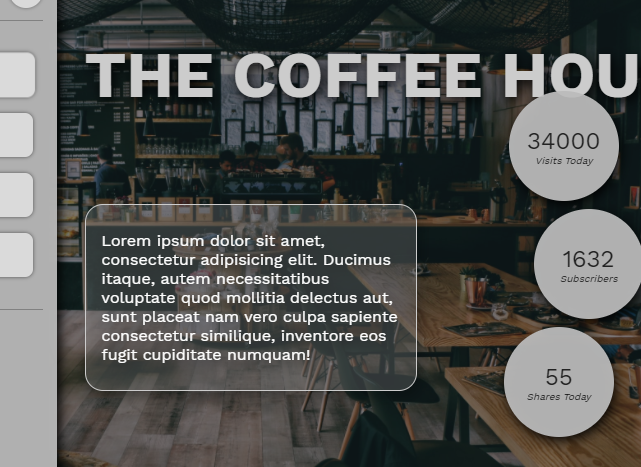 THE COFFEE HOU
34000
Visits Today
1632
Subscribers
55
Shares Today
Lorem ipsum dolor sit amet,
consectetur adipisicing elit. Ducimus
itaque, autem necessitatibus
voluptate quod mollitia delectus aut,
sunt placeat nam vero culpa sapiente
consectetur similique, inventore eos
fugit cupiditate numquam!